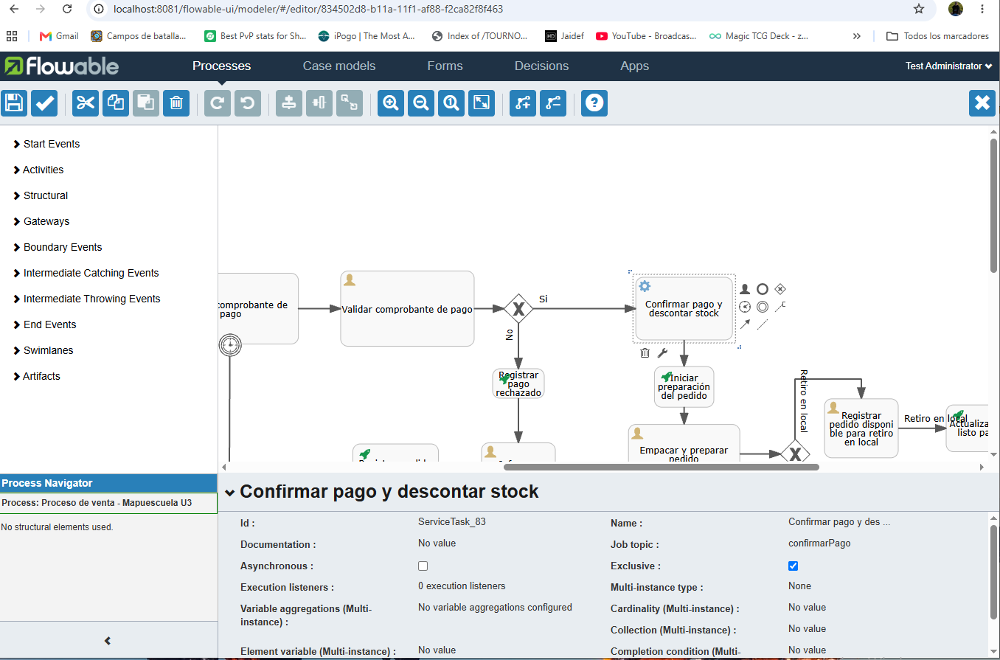 localhost:8081/flowable-ui/modeler/#/editor/834502d8-b11a-11f1-af88-f2ca82f8f463
Gmail
Campos de batalla...
Best PvP stats for Sh...
iPogo | The Most A...
Index of /TOURNO...
HD
Jaidef
YouTube - Broadcas...
Magic TCG Deck - z...
Todos los marcadores
flowable
Processes
Case models
Forms
Decisions
Apps
Test Administrator
Start Events
Activities
Structural
Gateways
Boundary Events
Intermediate Catching Events
Intermediate Throwing Events
End Events
Swimlanes
Artifacts
comprobante de
pago
Validar comprobante de pago
X
Si
No
Confirmar pago y
descontar stock
Registrar
pago
rechazado
Iniciar
preparación
del pedido
Empacar y preparar
pedido
X
Retiro en local
Registrar
pedido disponi
ble para retiro
en local
Retiro en local
Actualiza
listo pa
Process Navigator
Process: Proceso de venta - Mapuescuela U3
No structural elements used.
Confirmar pago y descontar stock
Id :
ServiceTask_83
Name :
Confirmar pago y des ...
Documentation :
No value
Job topic :
confirmarPago
Asynchronous :
Exclusive :
Execution listeners :
0 execution listeners
Multi-instance type :
None
Variable aggregations (Multi-
instance) :
No variable aggregations configured
Cardinality (Multi-instance) :
No value
Collection (Multi-instance) :
No value
Element variable (Multi-instance) :
No value
Completion condition (Multi-
No value